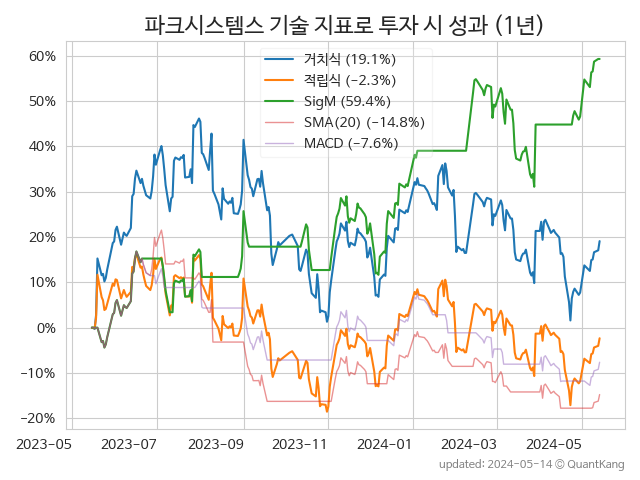 파크시스템스 기술 지표로 투자 시 성과 (1년)
거치식 (19.1%)
적립식 (−2.3%)
SigM (59.4%)
SMA(20) (−14.8%)
MACD (−7.6%)
60%
50%
40%
30%
20%
10%
0%
−10%
−20%
2023−05
2023−07
2023−09
2023−11
2024−01
2024−03
2024−05
updated: 2024−05−14 ⓒ QuantKang